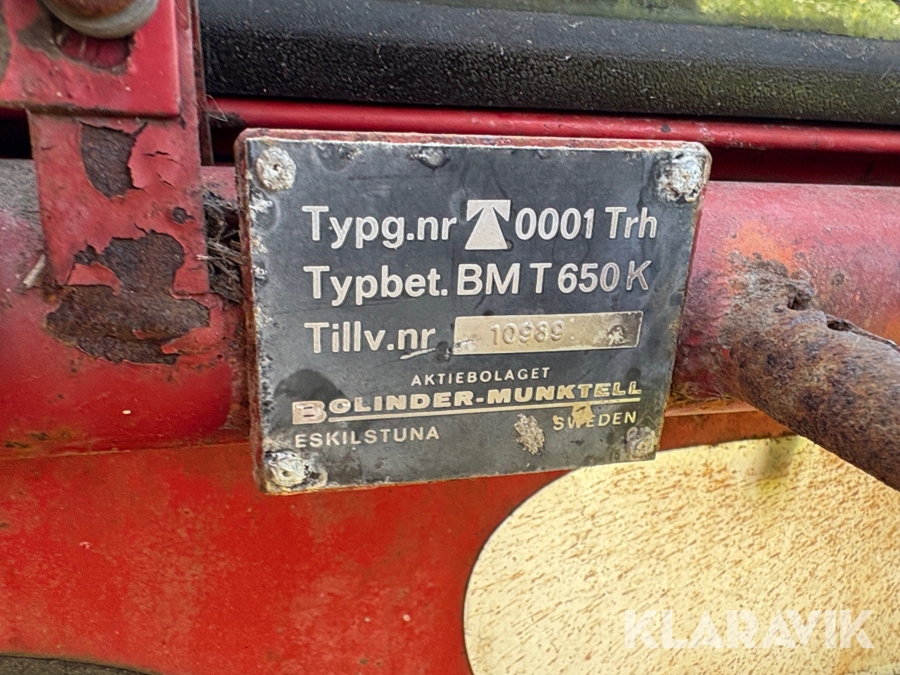 Typg.nr T 0001 Trh
Typbet. BM T 650 K
Tillv.nr 10989
AKTIEBOLAGET
BOLINDER-MUNKTELL
ESKILSTUNA SWEDEN
KLARAVIK